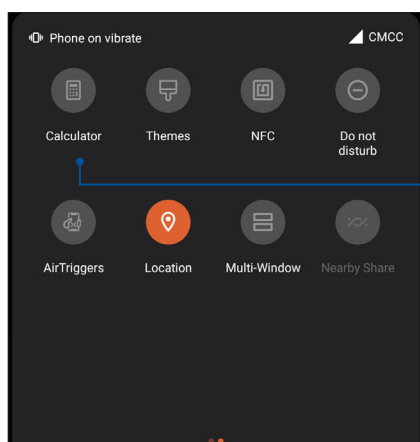 Phone on vibrate
CMCC
Calculator
Themes
NFC
Do not
disturb
AirTriggers
Location
Multi-Window
Nearby Share